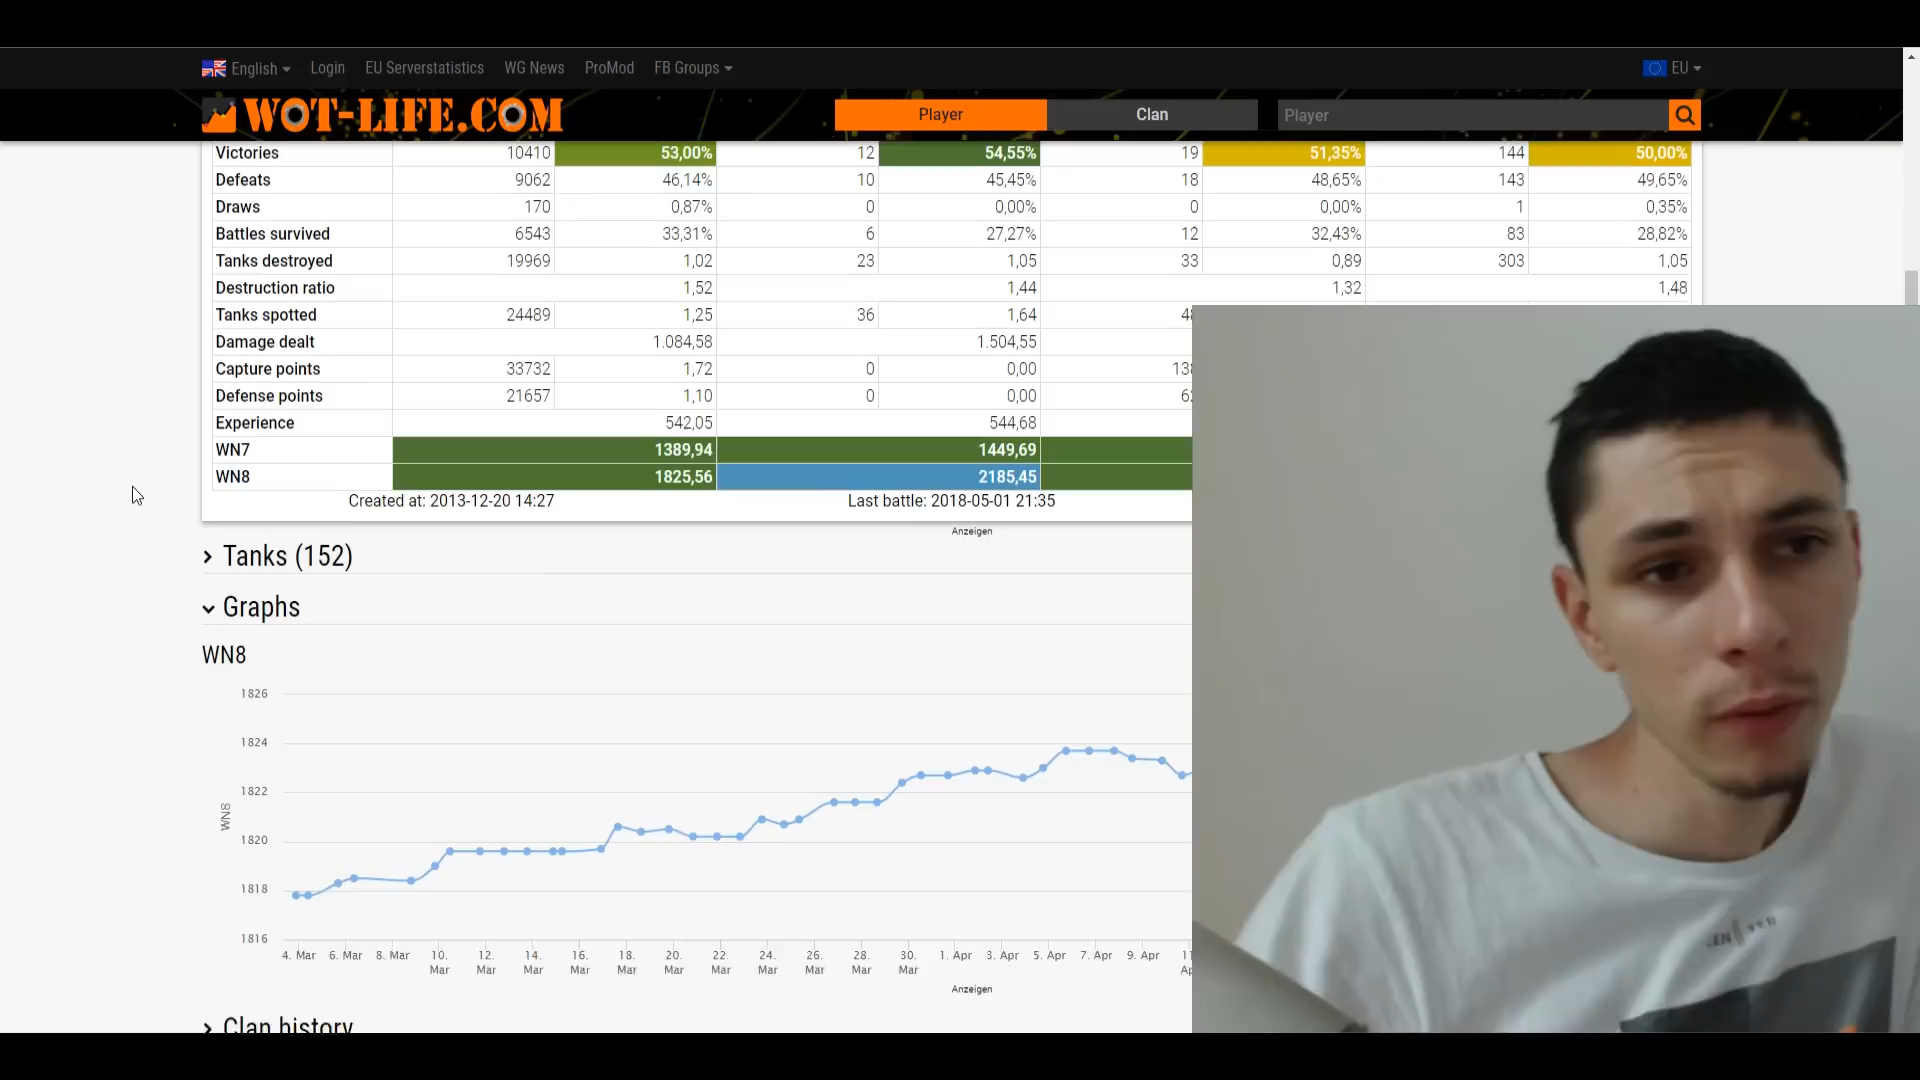 English Login EU Serverstatistics WG News ProMod FB Groups EU
WOT-LIFE.COM Player Clan Player
Victories 10410 53,00% 12 54,55% 19 51,35% 144 50,00%
Defeats 9062 46,14% 10 45,45% 18 48,65% 143 49,65%
Draws 170 0,87% 0 0,00% 0 0,00% 1 0,35%
Battles survived 6543 33,31% 6 27,27% 12 32,43% 83 28,82%
Tanks destroyed 19969 1,02 23 1,05 33 0,89 303 1,05
Destruction ratio 1,52 1,44 1,32 1,48
Tanks spotted 24489 1,25 36 1,64
Damage dealt 1.084,58 1.504,55
Capture points 33732 1,72 0 0,00
Defense points 21657 1,10 0 0,00
Experience 542,05 544,68
WN7 1389,94 1449,69
WN8 1825,56 2185,45
Created at: 2013-12-20 14:27 Last battle: 2018-05-01 21:35
Anzeigen
Tanks (152)
Graphs
WN8
1826
1824
1822
1820
1818
1816
WN8
4. Mar 6. Mar 8. Mar 10. Mar 12. Mar 14. Mar 16. Mar 18. Mar 20. Mar 22. Mar 24. Mar 26. Mar 28. Mar 30. Mar 1. Apr 3. Apr 5. Apr 7. Apr 9. Apr
Anzeigen
Clan history